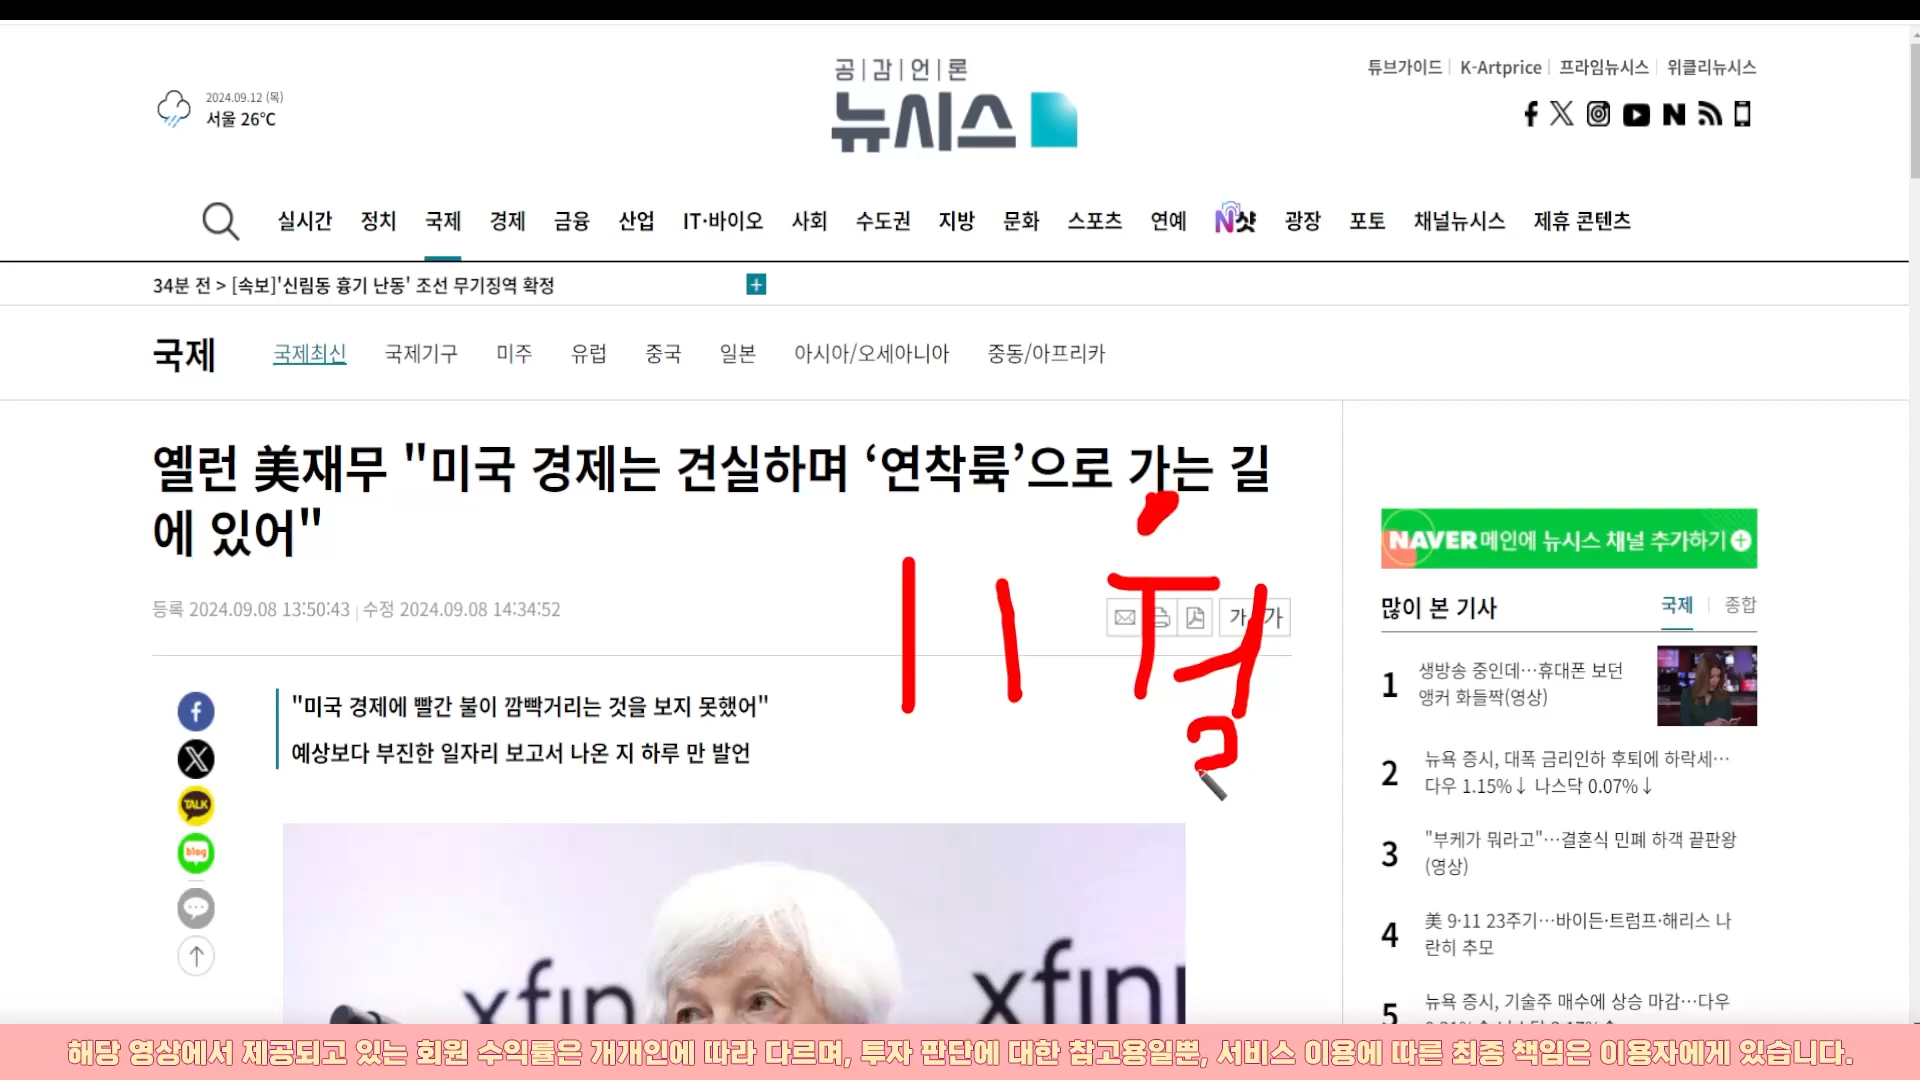 공|감|언|론
뉴시스
튜브가이드 | K-Artprice | 프라임뉴시스 | 위클리뉴시스
2024.09.12 (목)
서울 26℃
실시간 정치 국제 경제 금융 산업 IT·바이오 사회 수도권 지방 문화 스포츠 연예 N샷 광장 포토 채널뉴시스 제휴 콘텐츠
34분 전 > [속보]'신림동 흉기 난동' 조선 무기징역 확정
국제 국제최신 국제기구 미주 유럽 중국 일본 아시아/오세아니아 중동/아프리카
옐런 美재무 "미국 경제는 견실하며 ‘연착륙’으로 가는 길
에 있어"
등록 2024.09.08 13:50:43 | 수정 2024.09.08 14:34:52
가 가
11월
"미국 경제에 빨간 불이 깜빡거리는 것을 보지 못했어"
예상보다 부진한 일자리 보고서 나온 지 하루 만 발언
TALK
blog
xfin
xfini
NAVER 메인에 뉴시스 채널 추가하기
많이 본 기사 국제 | 종합
1 생방송 중인데…휴대폰 보던
앵커 화들짝(영상)
2 뉴욕 증시, 대폭 금리인하 후퇴에 하락세…
다우 1.15%↓ 나스닥 0.07%↓
3 "부케가 뭐라고"…결혼식 민폐 하객 끝판왕
(영상)
4 美 9·11 23주기…바이든·트럼프·해리스 나
란히 추모
5 뉴욕 증시, 기술주 매수에 상승 마감…다우
해당 영상에서 제공되고 있는 회원 수익률은 개개인에 따라 다르며, 투자 판단에 대한 참고용일뿐, 서비스 이용에 따른 최종 책임은 이용자에게 있습니다.